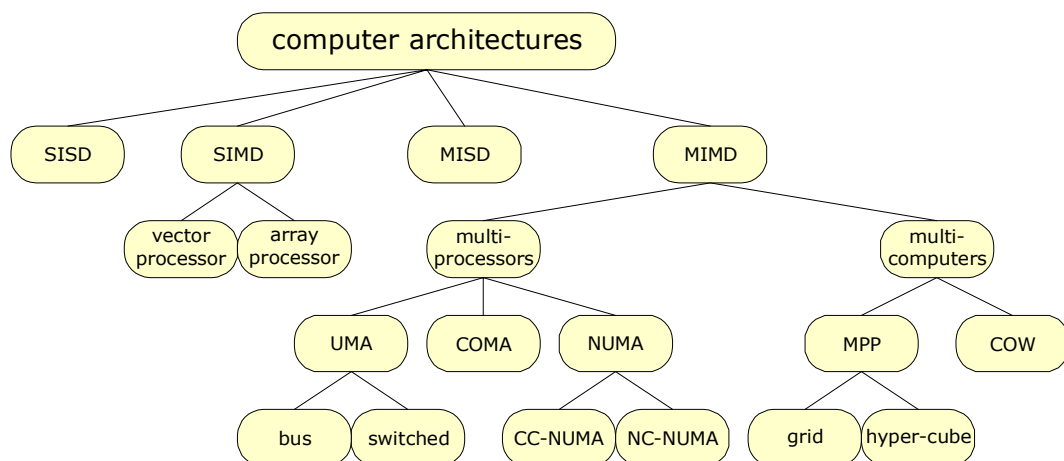 computer architectures
SISD
SIMD
MISD
MIMD
vector
processor
array
processor
multi-
processors
multi-
computers
UMA
COMA
NUMA
MPP
COW
bus
switched
CC-NUMA
NC-NUMA
grid
hyper-cube